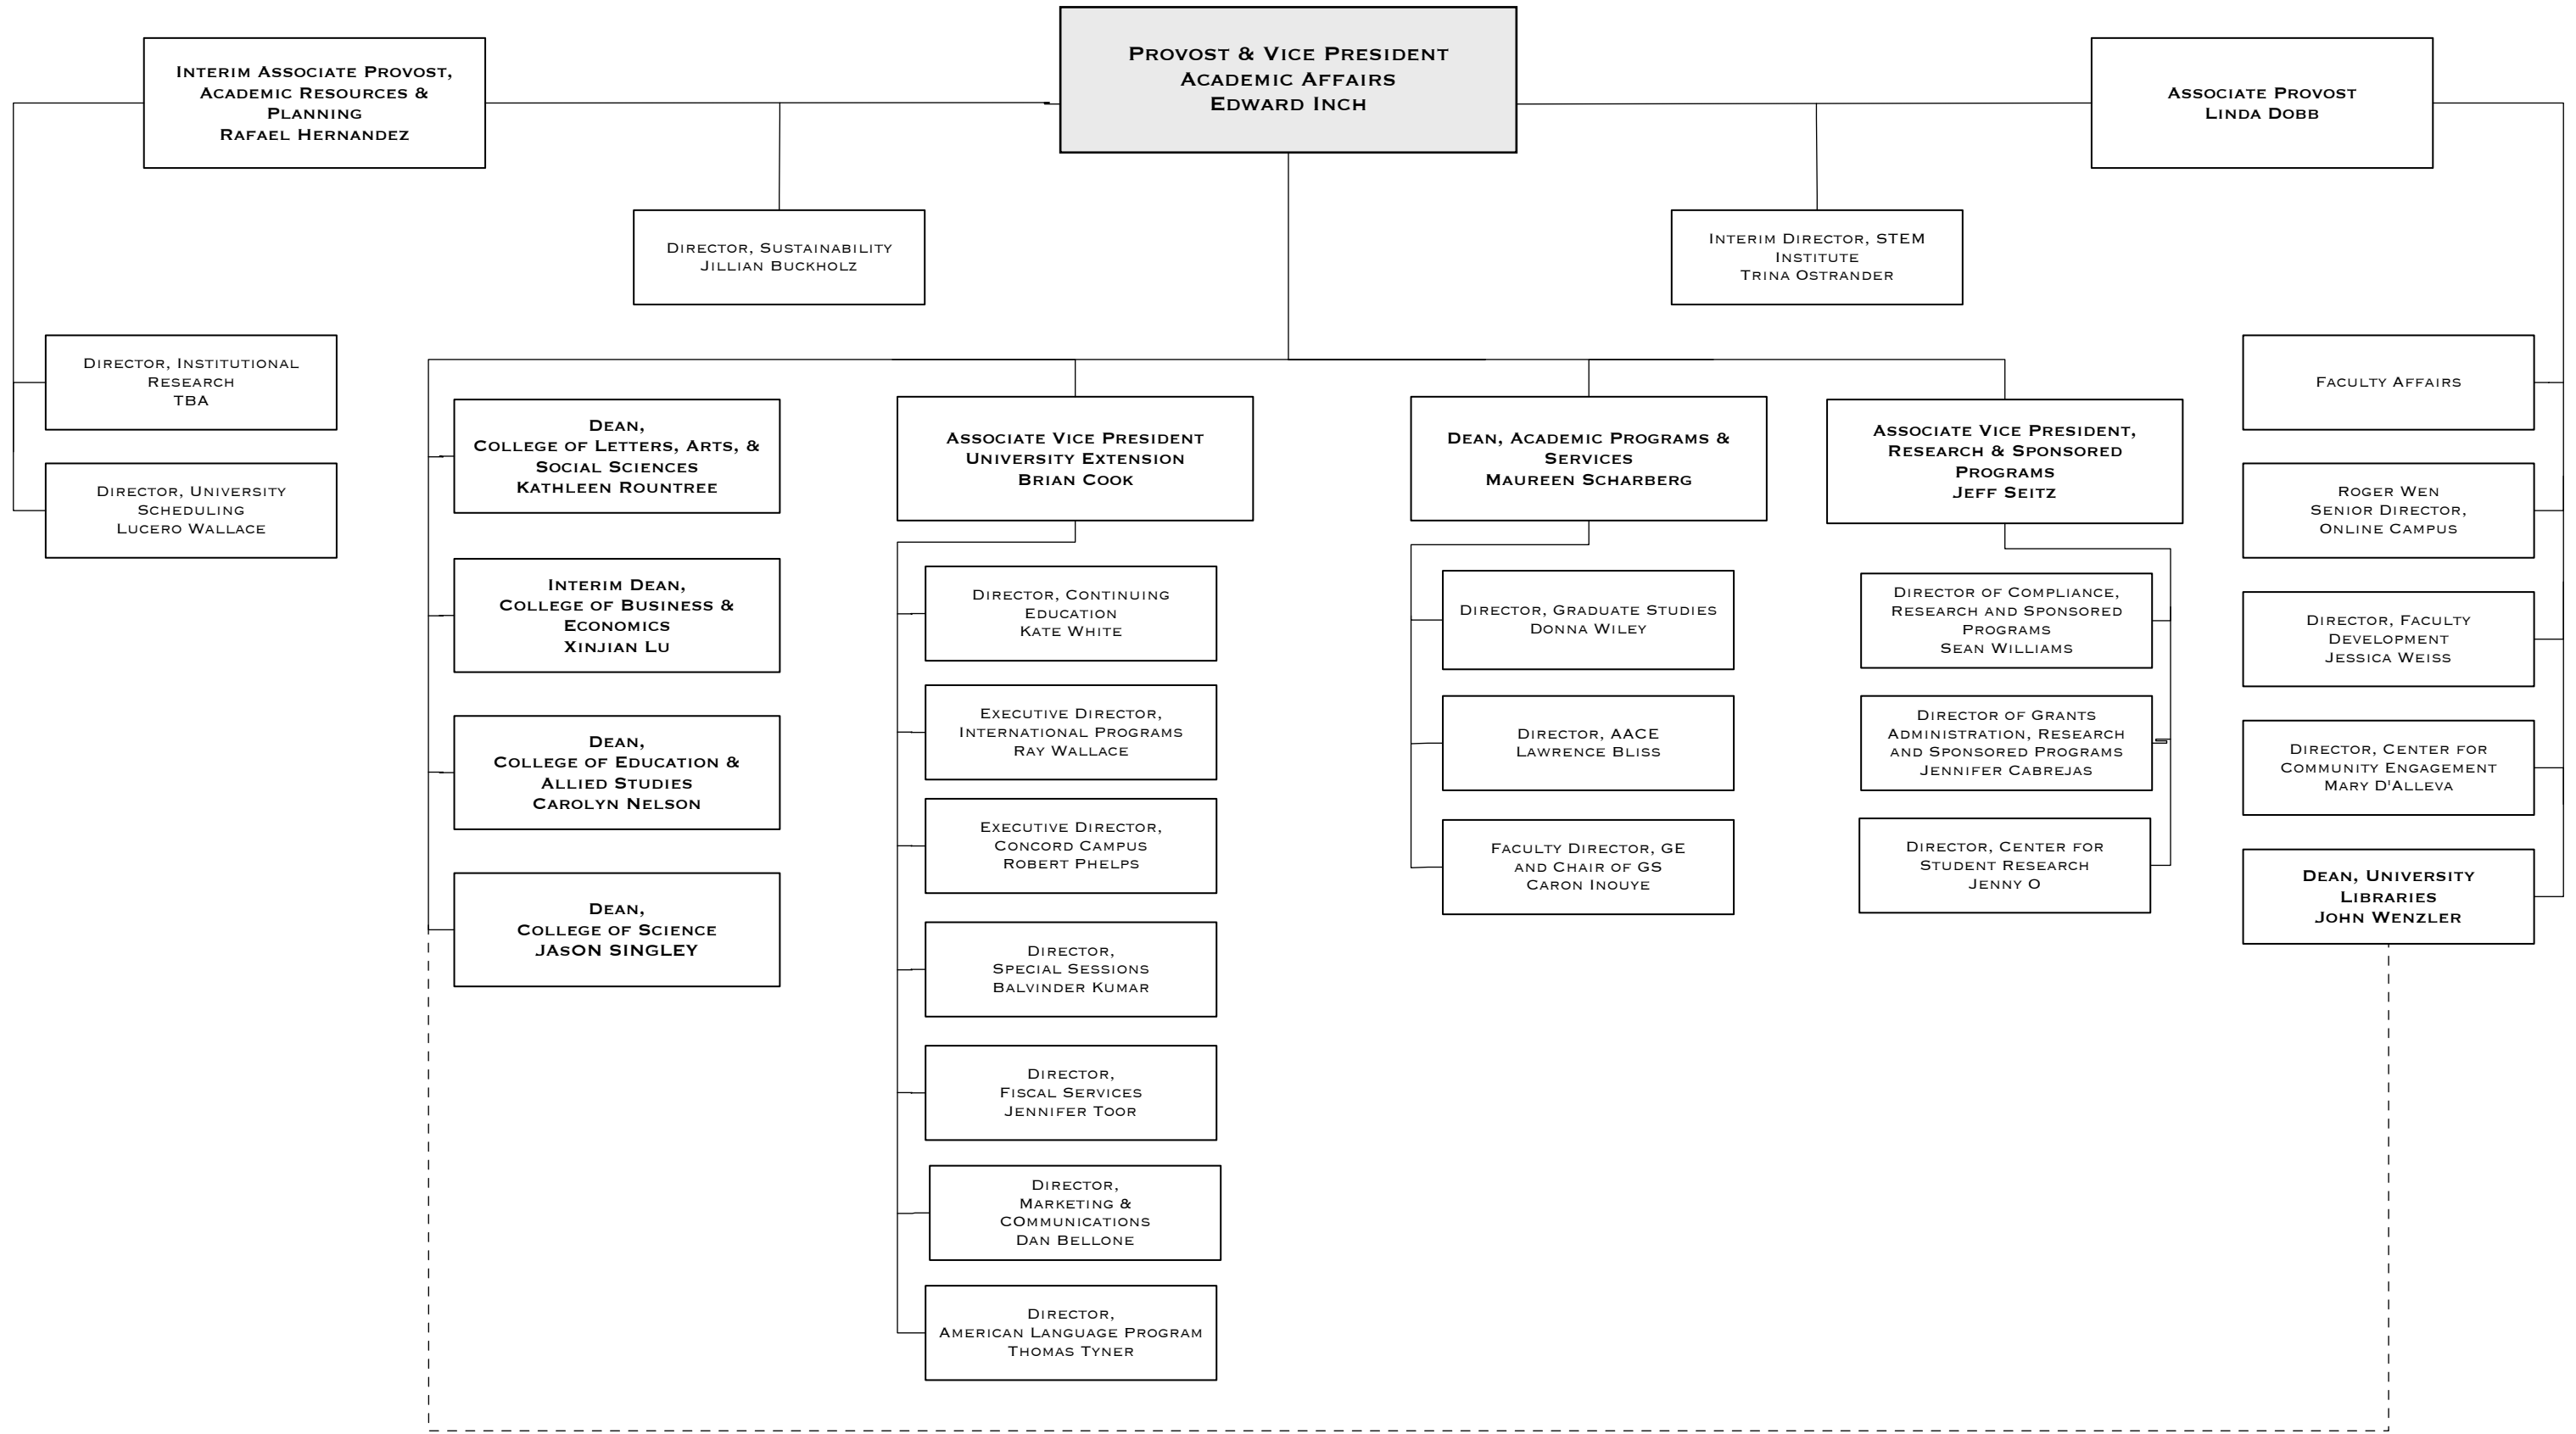 Provost & Vice President
Academic Affairs
Edward Inch
Interim Associate Provost,
Academic Resources &
Planning
Rafael Hernandez
Associate Provost
Linda Dobb
Director, Sustainability
Jillian Buckholz
Interim Director, STEM
Institute
Trina Ostrander
Director, Institutional
Research
TBA
Director, University
Scheduling
Lucero Wallace
Dean,
College of Letters, Arts, &
Social Sciences
Kathleen Rountree
Interim Dean,
College of Business &
Economics
Xinjian Lu
Dean,
College of Education &
Allied Studies
Carolyn Nelson
Dean,
College of Science
JAsON SINGLEY
Associate Vice President
University Extension
Brian Cook
Director, Continuing
Education
Kate White
Executive Director,
International Programs
Ray Wallace
Executive Director,
Concord Campus
Robert Phelps
Director,
Special Sessions
Balvinder Kumar
Director,
Fiscal Services
Jennifer Toor
Director,
Marketing &
COmmunications
Dan Bellone
Director,
American Language Program
Thomas Tyner
Dean, Academic Programs &
Services
Maureen Scharberg
Director, Graduate Studies
Donna Wiley
Director, AACE
Lawrence Bliss
Faculty Director, GE
and Chair of GS
Caron Inouye
Associate Vice President,
Research & Sponsored
Programs
Jeff Seitz
Director of Compliance,
Research and Sponsored
Programs
Sean Williams
Director of Grants
Administration, Research
and Sponsored Programs
Jennifer Cabrejas
Director, Center for
Student Research
Jenny O
Faculty Affairs
Roger Wen
Senior Director,
Online Campus
Director, Faculty
Development
Jessica Weiss
Director, Center for
Community Engagement
Mary D'Alleva
Dean, University
Libraries
John Wenzler